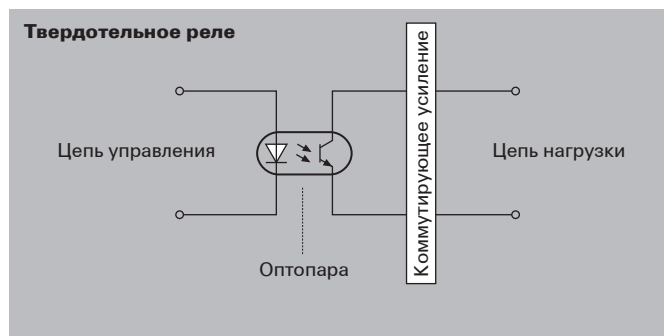 Твердотельное реле
Цепь управления
Коммутирующее усиление
Цепь нагрузки
Оптопара